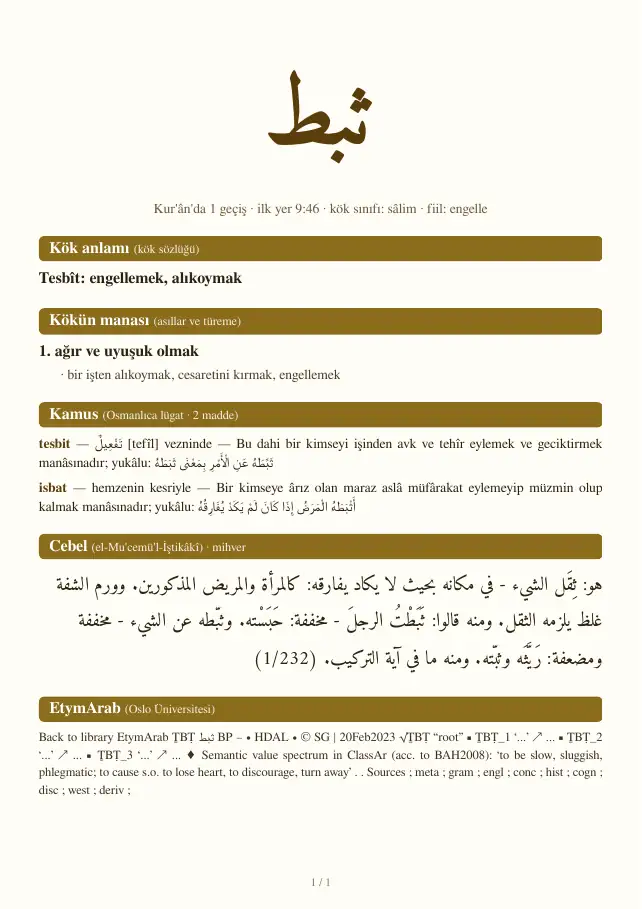 ثبط
Kur'ân'da 1 geçiş · ilk yer 9:46 · kök sınıfı: sâlim · fiil: engelle
Kök anlamı (kök sözlüğü)
Tesbît: engellemek, alıkoymak
Kökün manası (asıllar ve türeme)
1. ağır ve uyuşuk olmak
· bir işten alıkoymak, cesaretini kırmak, engellemek
Kamus (Osmanlıca lügat · 2 madde)
tesbit — تَفْعِيلٌ [tefîl] vezninde — Bu dahi bir kimseyi işinden avk ve tehîr eylemek ve geciktirmek
manâsınadır; yukâlu: ثَبَّطَهُ عَنِ الْأَمْرِ بِمَعْنَى ثَبَطَهُ
isbat — hemzenin kesriyle — Bir kimseye ârız olan maraz aslâ müfârakat eylemeyip müzmin olup
kalmak manâsınadır; yukâlu: أَثْبَطَهُ الْمَرَضُ إِذَا كَانَ لَمْ يَكَدْ يُفَارِقُهُ
Cebel (el-Mu'cemü'l-İştikâkî) · mihver
هو: ثِقَل الشيء - في مكانه بحيث لا يكاد يفارقه: كالمرأة والمريض المذكورين. وورم الشفة
غلظ يلزمه الثقل. ومنه قالوا: ثَبَطْتُ الرجلَ - مخففة: حَبَسْته. وثبّطه عن الشيء - مخففة
ومضعفة: رَيَّثَه وثبّته. ومنه ما في آية التركيب. (1/232)
EtymArab (Oslo Üniversitesi)
Back to library EtymArab ṮBṬ ثبط BP – • HDAL • © SG | 20Feb2023 √ṮBṬ “root” ▪ ṮBṬ_1 ‘...’ ↗ ... ▪ ṮBṬ_2
‘...’ ↗ ... ▪ ṮBṬ_3 ‘...’ ↗ ... ♦ Semantic value spectrum in ClassAr (acc. to BAH2008): ‘to be slow, sluggish,
phlegmatic; to cause s.o. to lose heart, to discourage, turn away’ . . Sources ; meta ; gram ; engl ; conc ; hist ; cogn ;
disc ; west ; deriv ;
1 / 1